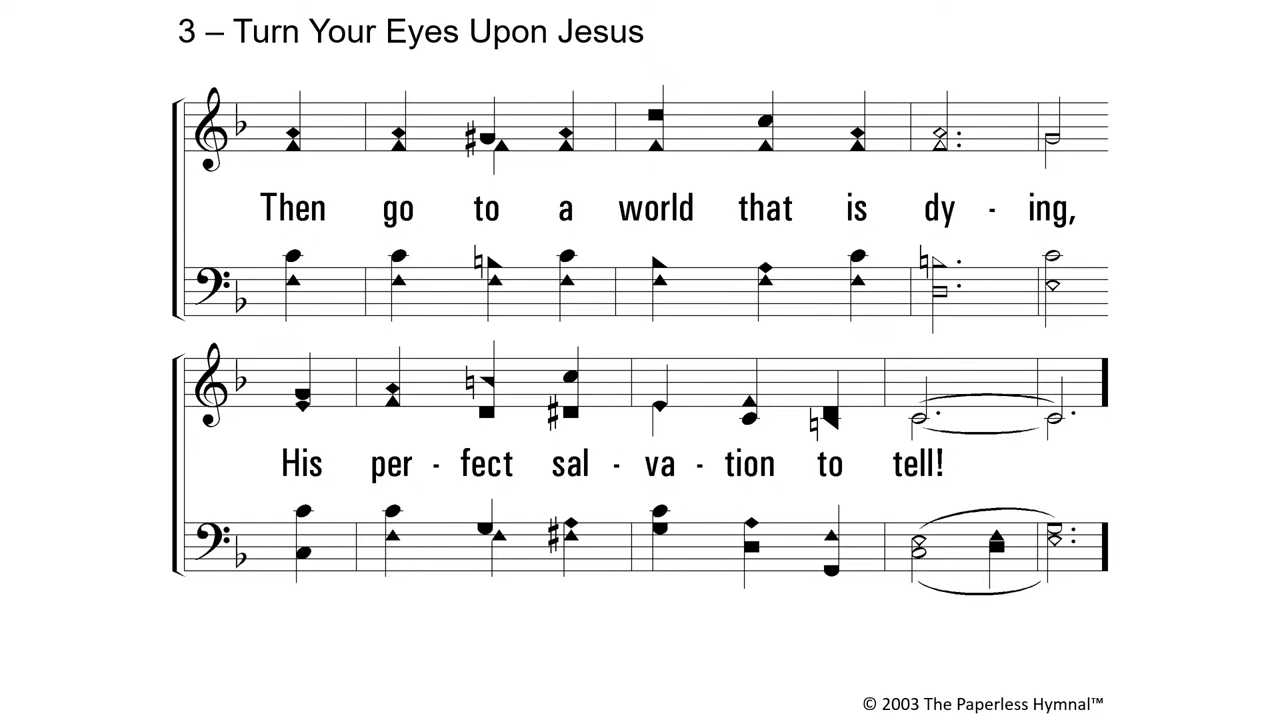 3 – Turn Your Eyes Upon Jesus
Then go to a world that is dy - ing,
His per - fect sal - va - tion to tell!
© 2003 The Paperless Hymnal™